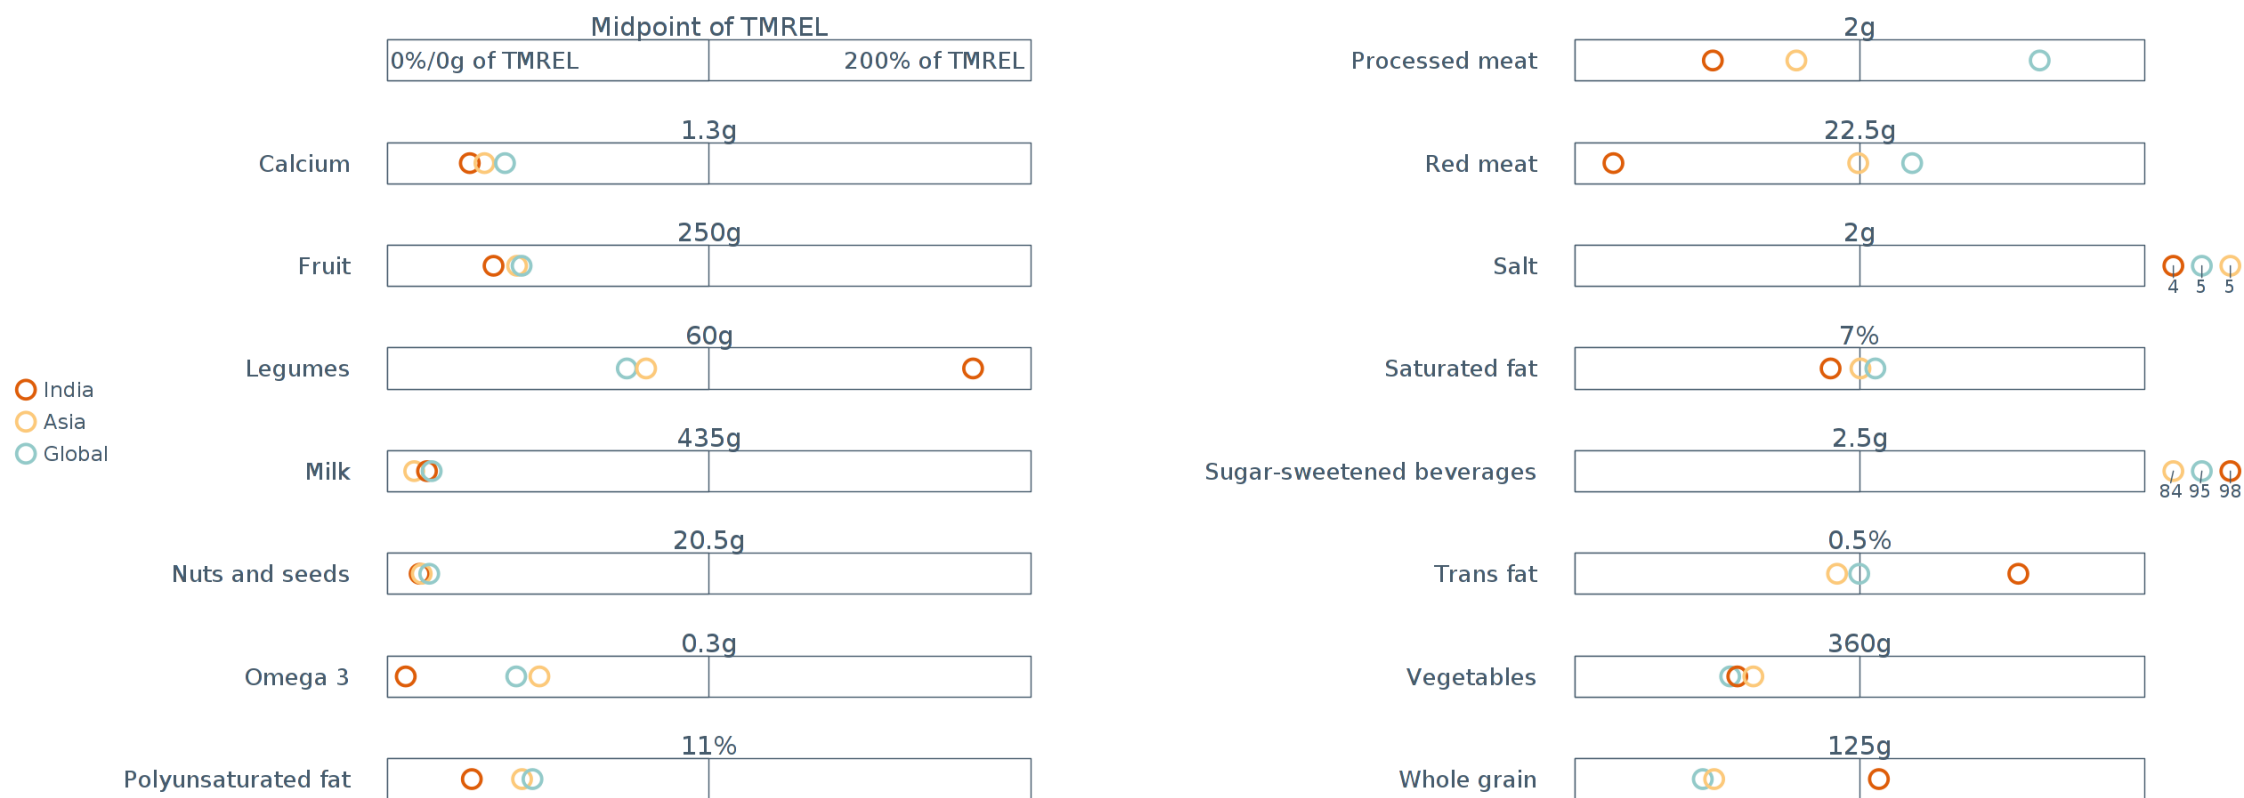 Midpoint of TMREL
0%/0g of TMREL
200% of TMREL
1.3g
Calcium
250g
Fruit
60g
Legumes
435g
Milk
20.5g
Nuts and seeds
0.3g
Omega 3
11%
Polyunsaturated fat
India
Asia
Global
2g
Processed meat
22.5g
Red meat
2g
Salt
4 5 5
7%
Saturated fat
2.5g
Sugar-sweetened beverages
84 95 98
0.5%
Trans fat
360g
Vegetables
125g
Whole grain